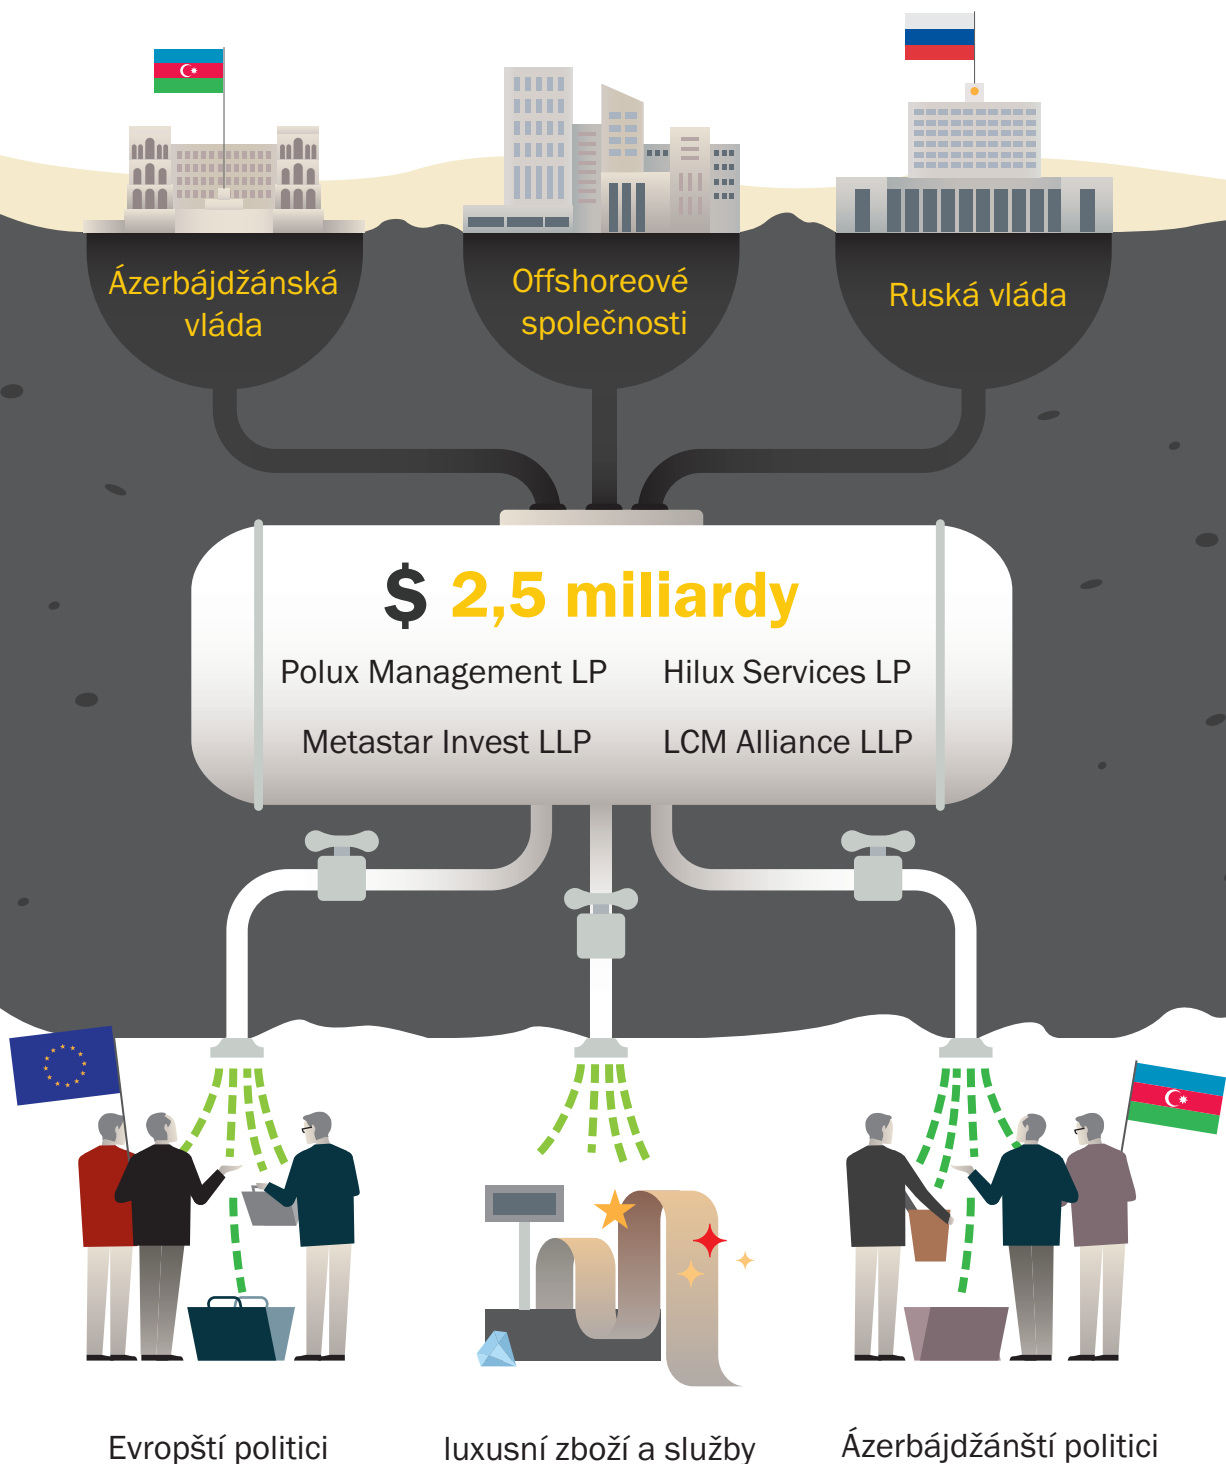 Ázerbájdžánská
vláda
Offshoreové
společnosti
Ruská vláda
$ 2,5 miliardy
Polux Management LP
Hilux Services LP
Metastar Invest LLP
LCM Alliance LLP
Evropští politici
luxusní zboží a služby
Ázerbájdžánští politici